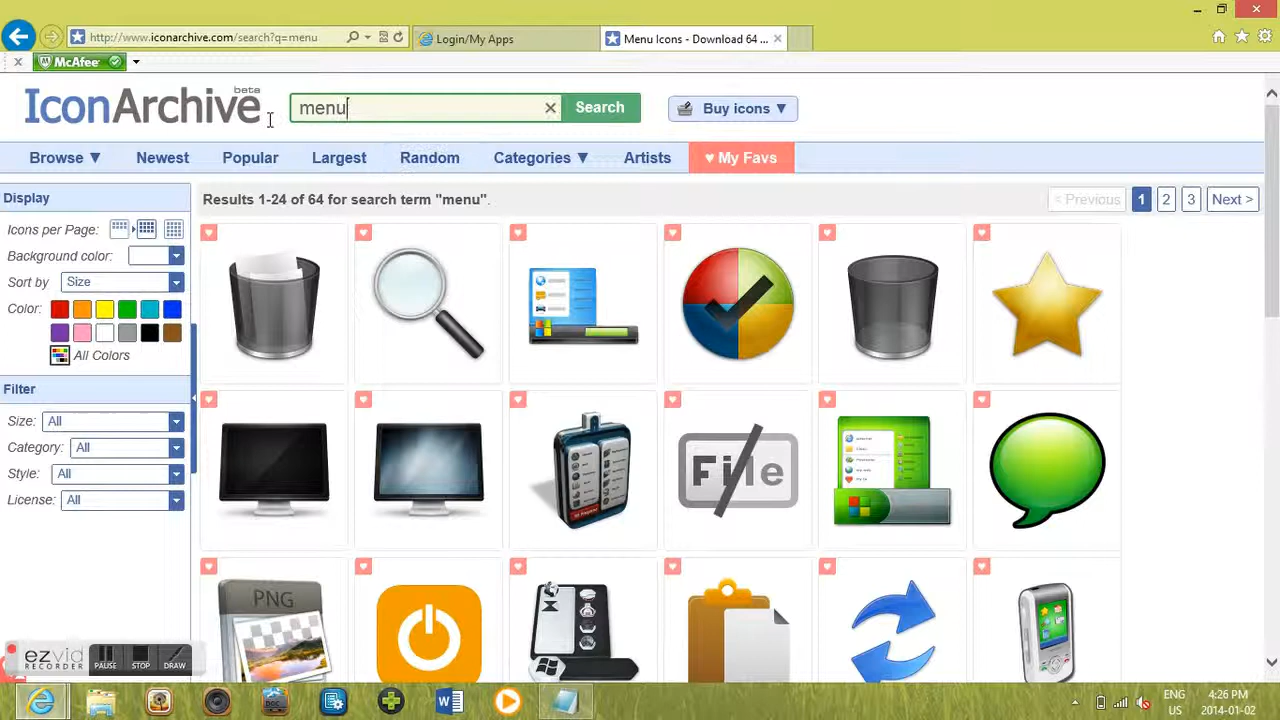 http://www.iconarchive.com/search?q=menu
Login/My Apps
Menu Icons - Download 64 ...
McAfee
IconArchive beta
menu
Search
Buy icons ▼
Browse ▼
Newest
Popular
Largest
Random
Categories ▼
Artists
♥ My Favs
Display
Icons per Page:
Background color:
Sort by Size
Color:
All Colors
Filter
Size: All
Category: All
Style: All
License: All
Results 1-24 of 64 for search term "menu".
< Previous
1
2
3
Next >
File
PNG
ezvid
RECORDER
PAUSE
STOP
DRAW
DOC
W
ENG
US
4:26 PM
2014-01-02